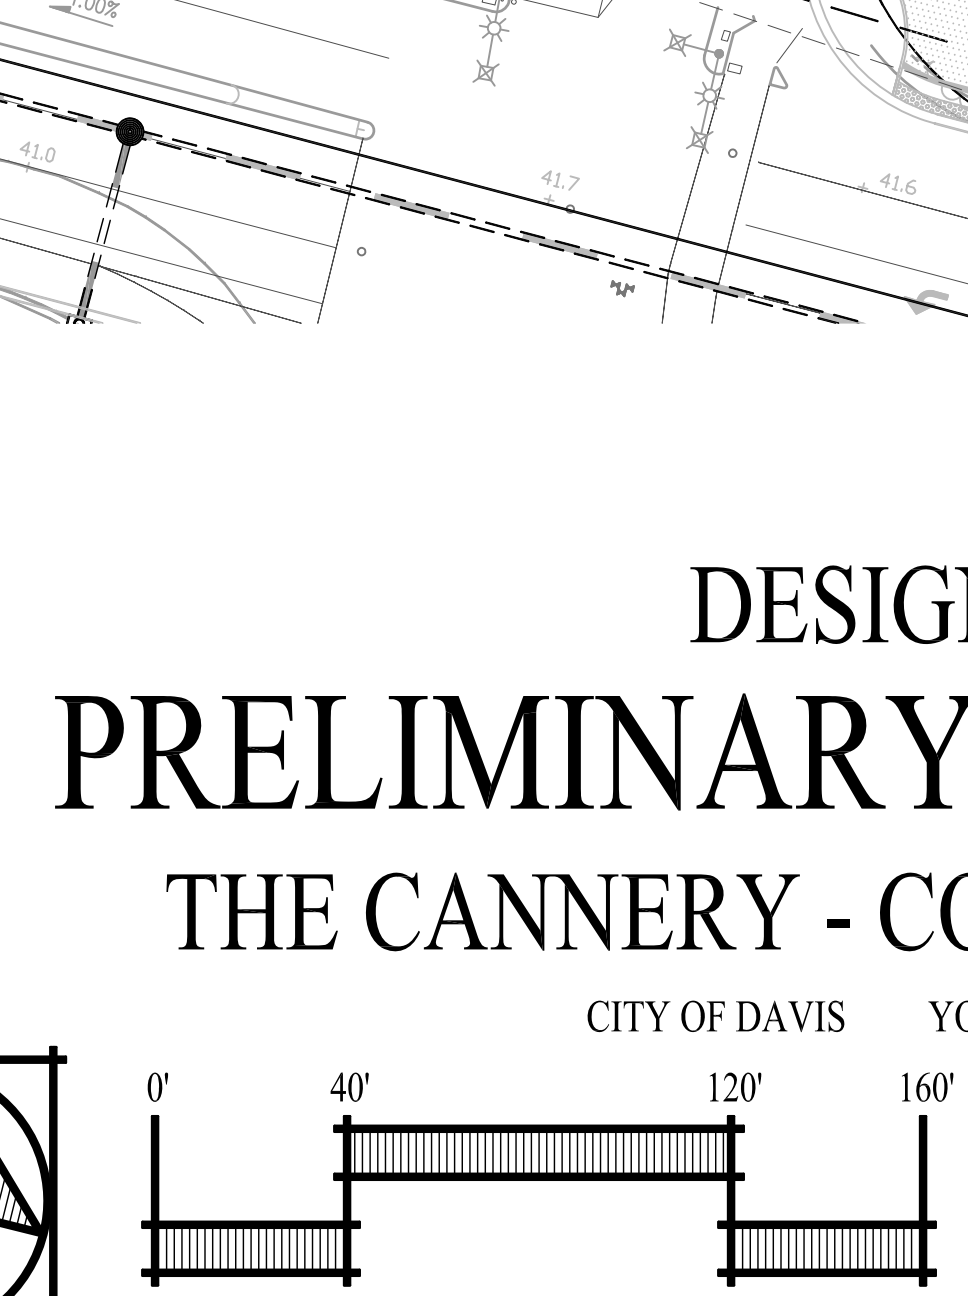 1.00%
41.0
41.7
41.6
DESIG
PRELIMINARY
THE CANNERY - CO
CITY OF DAVIS YO
0' 40' 120' 160'